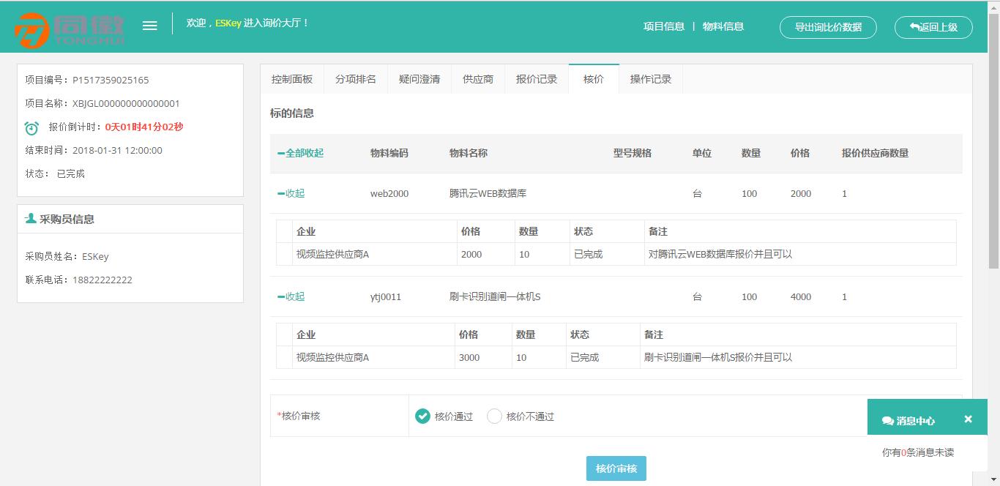 同徽
TONGHUI
欢迎，ESKey 进入询价大厅！
项目信息 | 物料信息
导出询比价数据
返回上级
项目编号：P1517359025165
项目名称：XBJGL000000000000001
报价倒计时：0天01时41分02秒
结束时间：2018-01-31 12:00:00
状态： 已完成
采购员信息
采购员姓名：ESKey
联系电话：18822222222
控制面板 分项排名 疑问澄清 供应商 报价记录 核价 操作记录
标的信息
全部收起 物料编码 物料名称 型号规格 单位 数量 价格 报价供应商数量
收起 web2000 腾讯云WEB数据库 台 100 2000 1
企业 价格 数量 状态 备注
视频监控供应商A 2000 10 已完成 对腾讯云WEB数据库报价并且可以
收起 ytj0011 刷卡识别道闸一体机S 台 100 4000 1
企业 价格 数量 状态 备注
视频监控供应商A 3000 10 已完成 刷卡识别道闸一体机S报价并且可以
*核价审核 核价通过 核价不通过
核价审核
消息中心 ×
你有0条消息未读